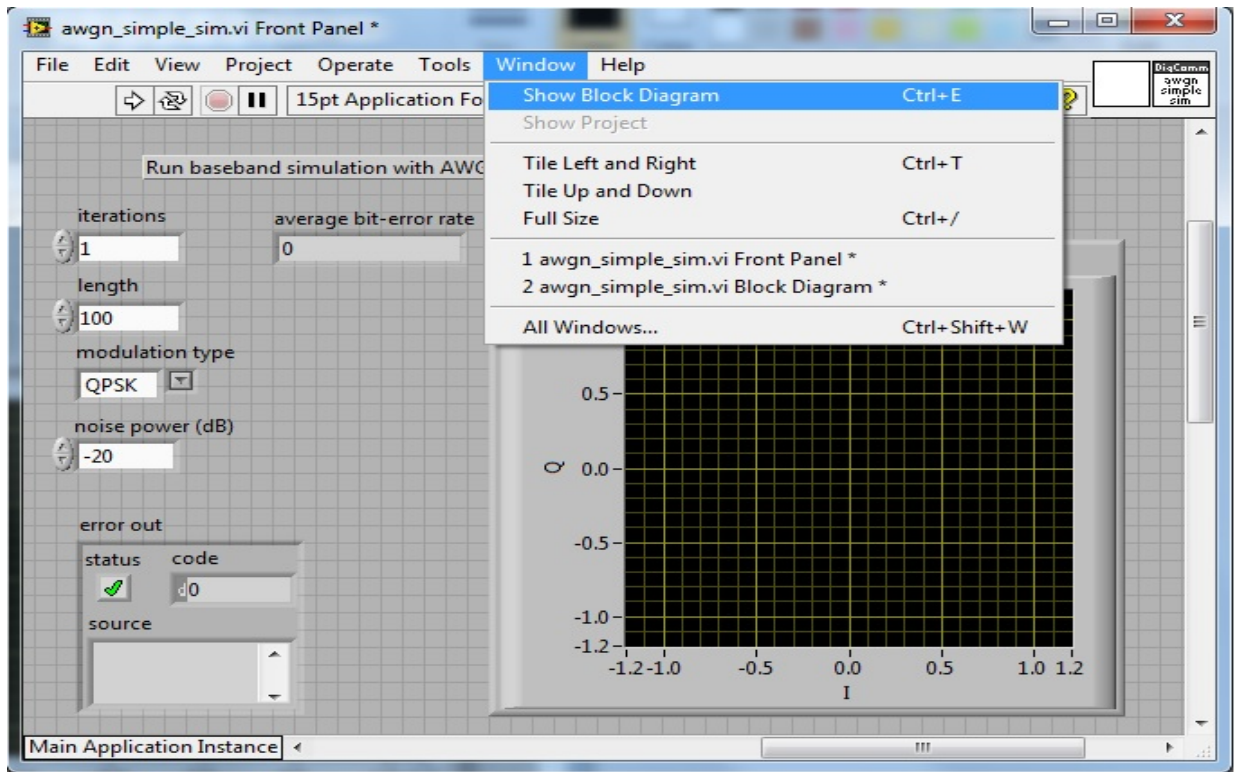 awgn_simple_sim.vi Front Panel *
File Edit View Project Operate Tools Window Help
15pt Application Fo
DigComm
awgn
simple
sim
Show Block Diagram Ctrl+E
Show Project
Tile Left and Right Ctrl+T
Tile Up and Down
Full Size Ctrl+/
1 awgn_simple_sim.vi Front Panel *
2 awgn_simple_sim.vi Block Diagram *
All Windows... Ctrl+Shift+W
Run baseband simulation with AWG
iterations
1
average bit-error rate
0
length
100
modulation type
QPSK
noise power (dB)
-20
error out
status code
d0
source
0.5
Q 0.0
-0.5
-1.0
-1.2
-1.2 -1.0 -0.5 0.0 0.5 1.0 1.2
I
Main Application Instance